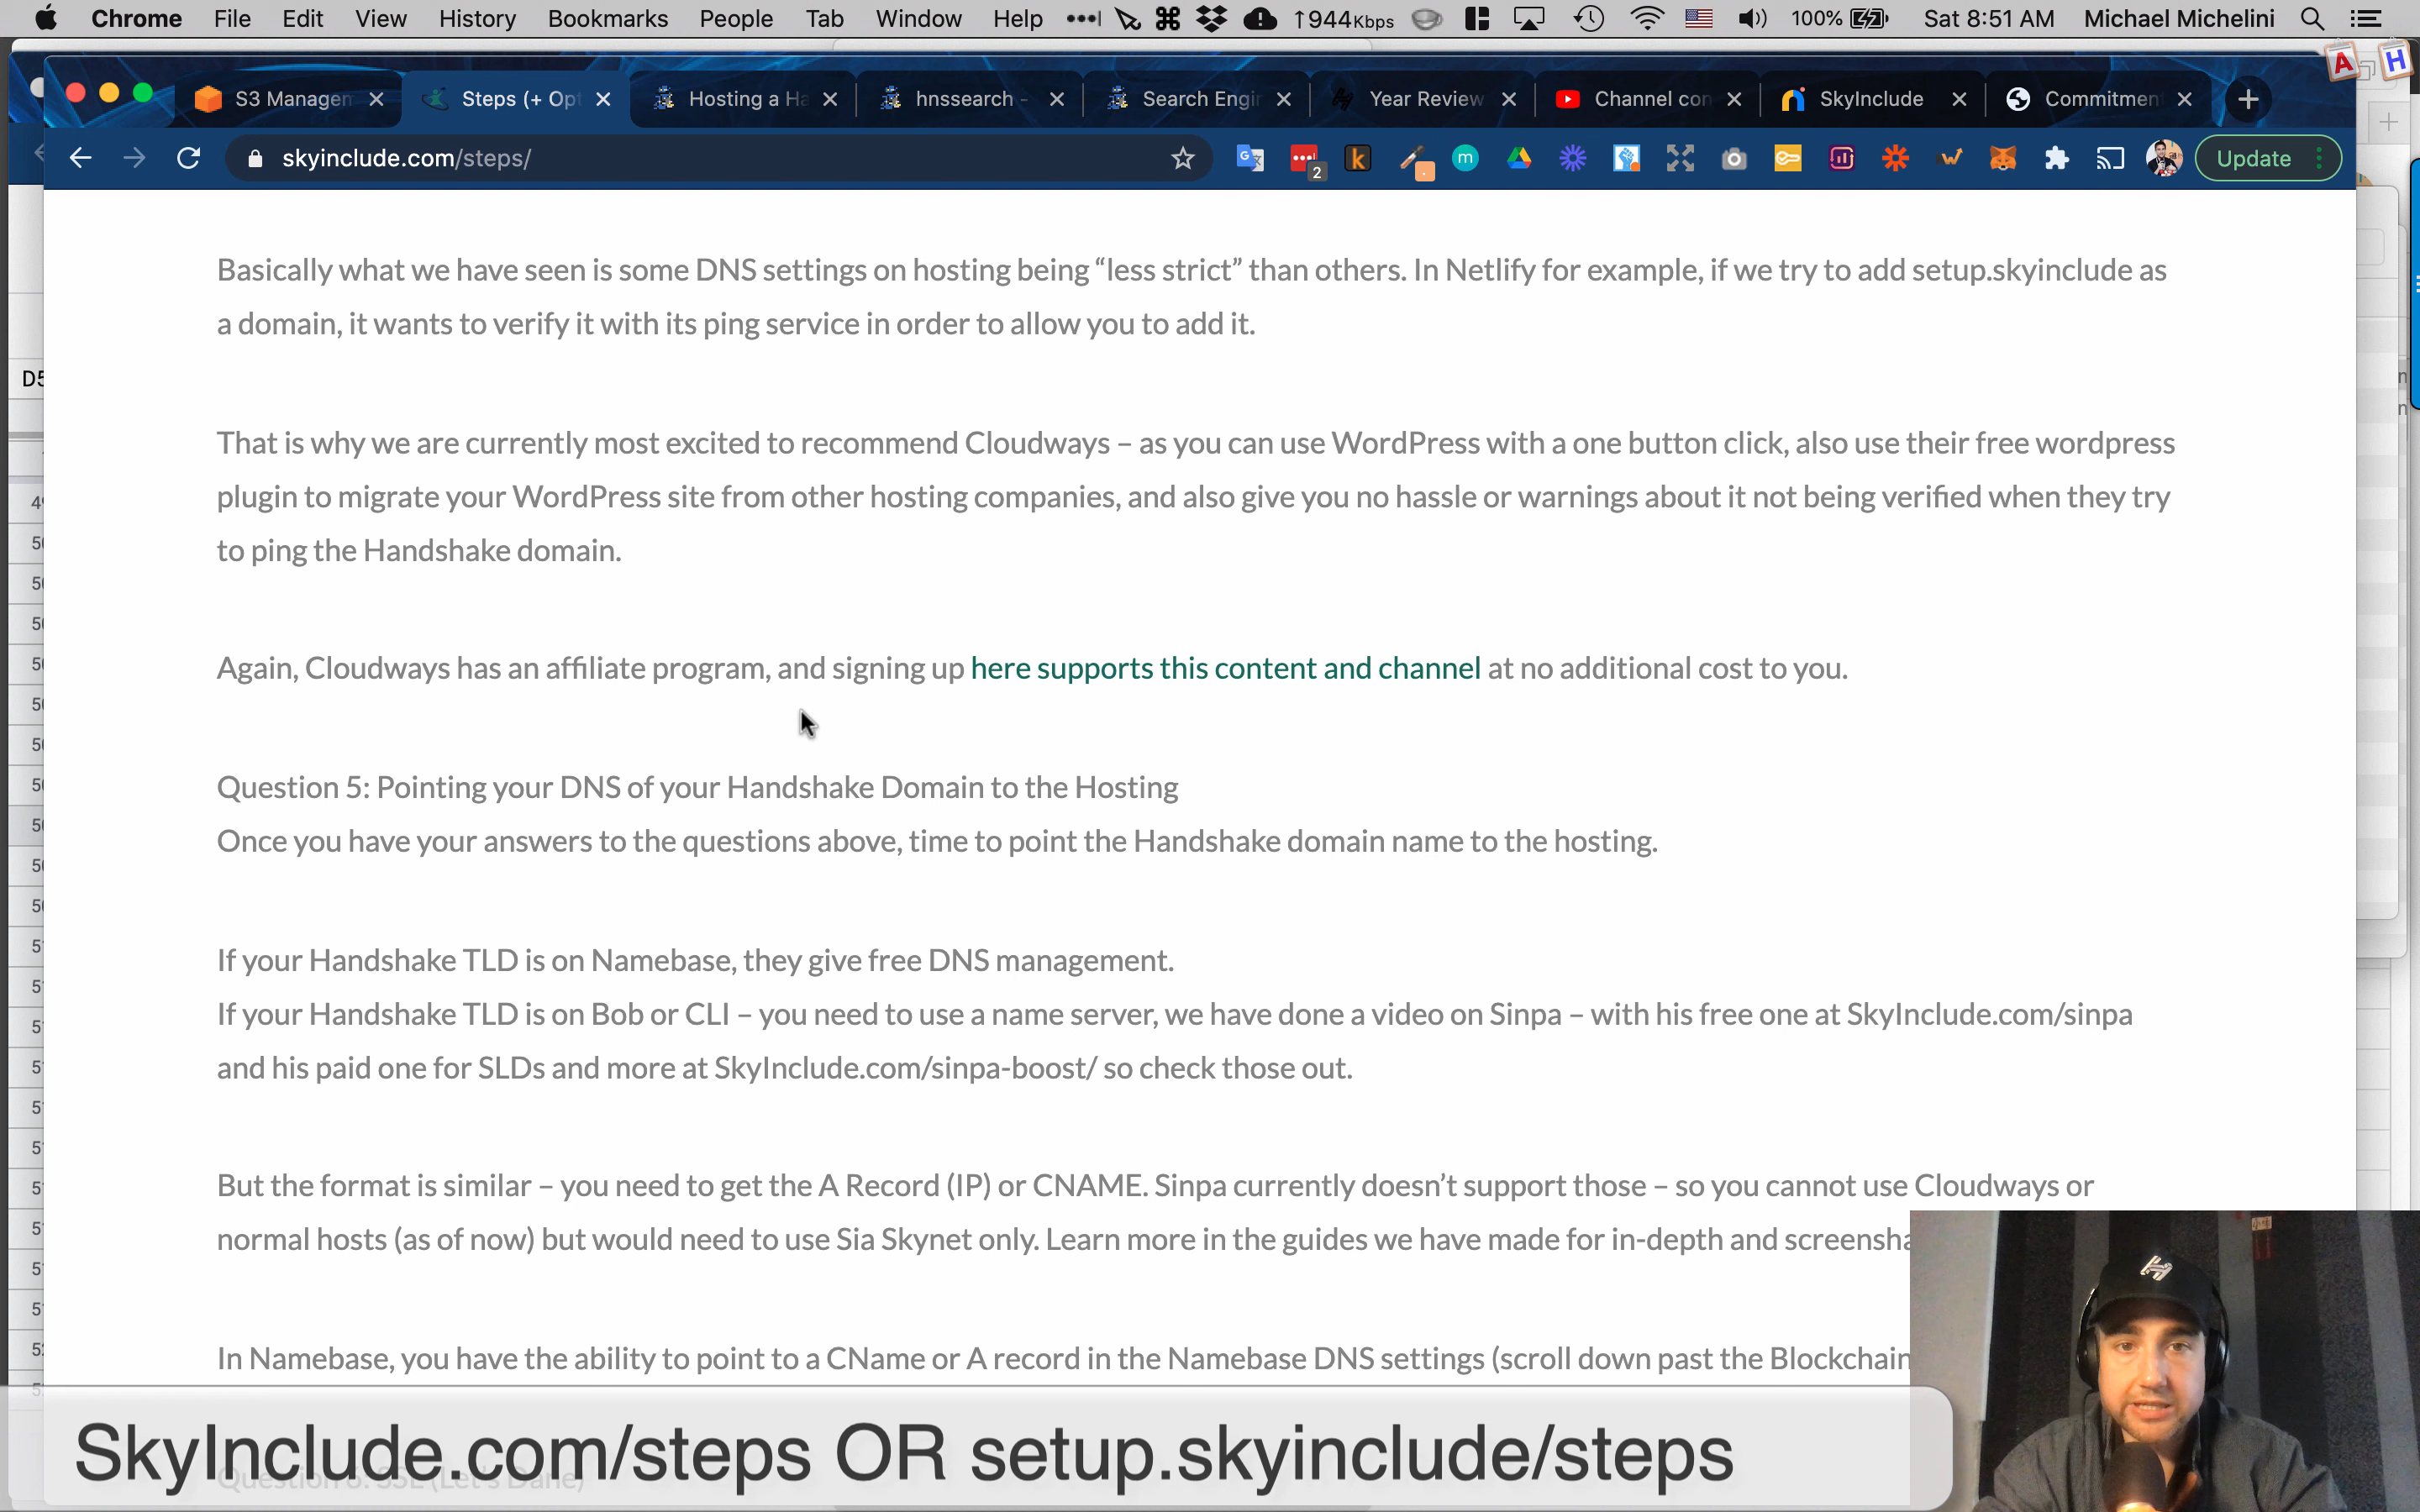 Chrome File Edit View History Bookmarks People Tab Window Help ↑944Kbps 100% Sat 8:51 AM Michael Michelini
A H
S3 Managem Steps (+ Opt Hosting a Ha hnssearch - Search Engin Year Review Channel con SkyInclude Commitmen
skyinclude.com/steps/ 2 k m Update
Basically what we have seen is some DNS settings on hosting being “less strict” than others. In Netlify for example, if we try to add setup.skyinclude as
a domain, it wants to verify it with its ping service in order to allow you to add it.
D5
That is why we are currently most excited to recommend Cloudways – as you can use WordPress with a one button click, also use their free wordpress
plugin to migrate your WordPress site from other hosting companies, and also give you no hassle or warnings about it not being verified when they try
to ping the Handshake domain.
Again, Cloudways has an affiliate program, and signing up here supports this content and channel at no additional cost to you.
Question 5: Pointing your DNS of your Handshake Domain to the Hosting
Once you have your answers to the questions above, time to point the Handshake domain name to the hosting.
If your Handshake TLD is on Namebase, they give free DNS management.
If your Handshake TLD is on Bob or CLI – you need to use a name server, we have done a video on Sinpa – with his free one at SkyInclude.com/sinpa
and his paid one for SLDs and more at SkyInclude.com/sinpa-boost/ so check those out.
But the format is similar – you need to get the A Record (IP) or CNAME. Sinpa currently doesn’t support those – so you cannot use Cloudways or
normal hosts (as of now) but would need to use Sia Skynet only. Learn more in the guides we have made for in-depth and screensha
In Namebase, you have the ability to point to a CName or A record in the Namebase DNS settings (scroll down past the Blockchain
SkyInclude.com/steps OR setup.skyinclude/steps
Question 6: SSL (Let’s Dane)